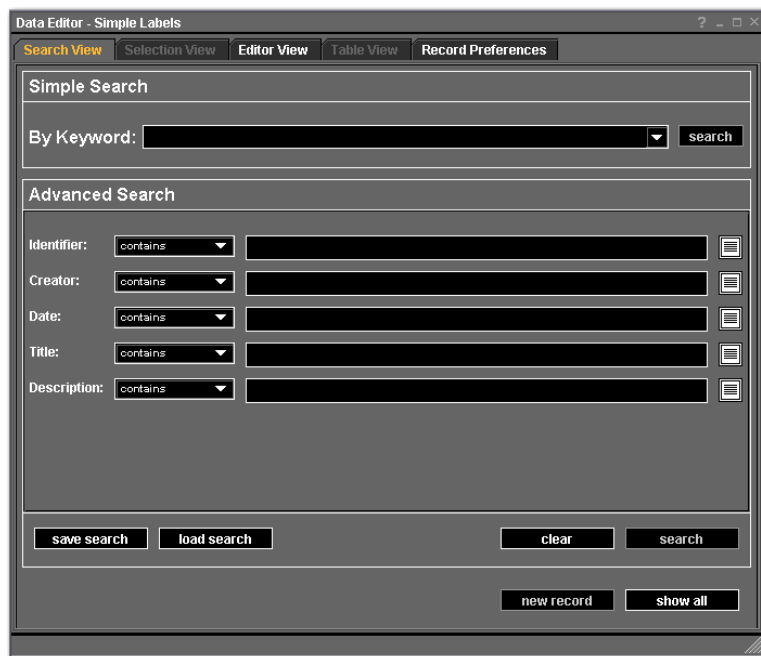 Data Editor - Simple Labels
Search View Selection View Editor View Table View Record Preferences
Simple Search
By Keyword: search
Advanced Search
Identifier: contains
Creator: contains
Date: contains
Title: contains
Description: contains
save search load search clear search
new record show all